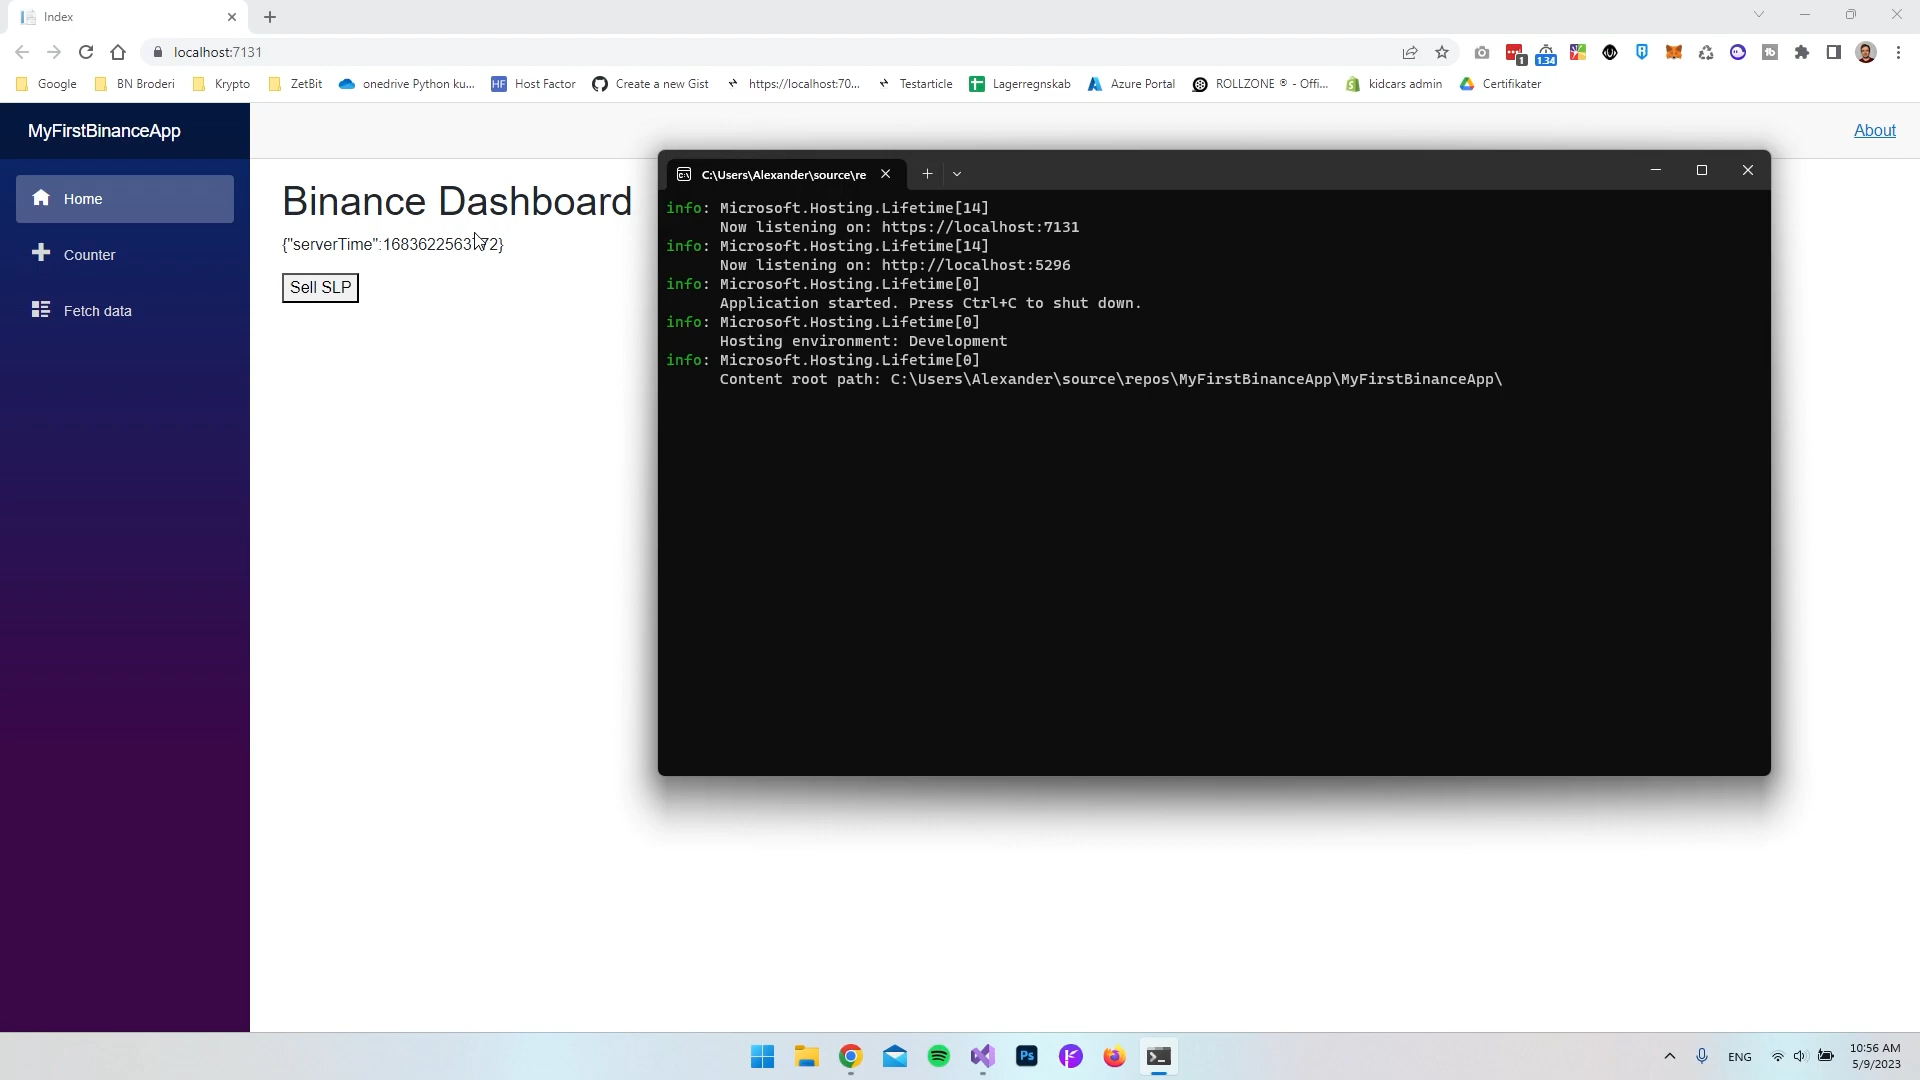 Index
localhost:7131
1
1.34
Google
BN Broderi
Krypto
ZetBit
onedrive Python ku...
HF Host Factor
Create a new Gist
https://localhost:70...
Testarticle
Lagerregnskab
Azure Portal
ROLLZONE ® - Offi...
kidcars admin
Certifikater
MyFirstBinanceApp
About
Home
Counter
Fetch data
Binance Dashboard
Sell SLP
C:\Users\Alexander\source\re
info: Microsoft.Hosting.Lifetime[14]
Now listening on: https://localhost:7131
info: Microsoft.Hosting.Lifetime[14]
Now listening on: http://localhost:5296
info: Microsoft.Hosting.Lifetime[0]
Application started. Press Ctrl+C to shut down.
info: Microsoft.Hosting.Lifetime[0]
Hosting environment: Development
info: Microsoft.Hosting.Lifetime[0]
Content root path: C:\Users\Alexander\source\repos\MyFirstBinanceApp\MyFirstBinanceApp\
Ps
ENG
10:56 AM
5/9/2023